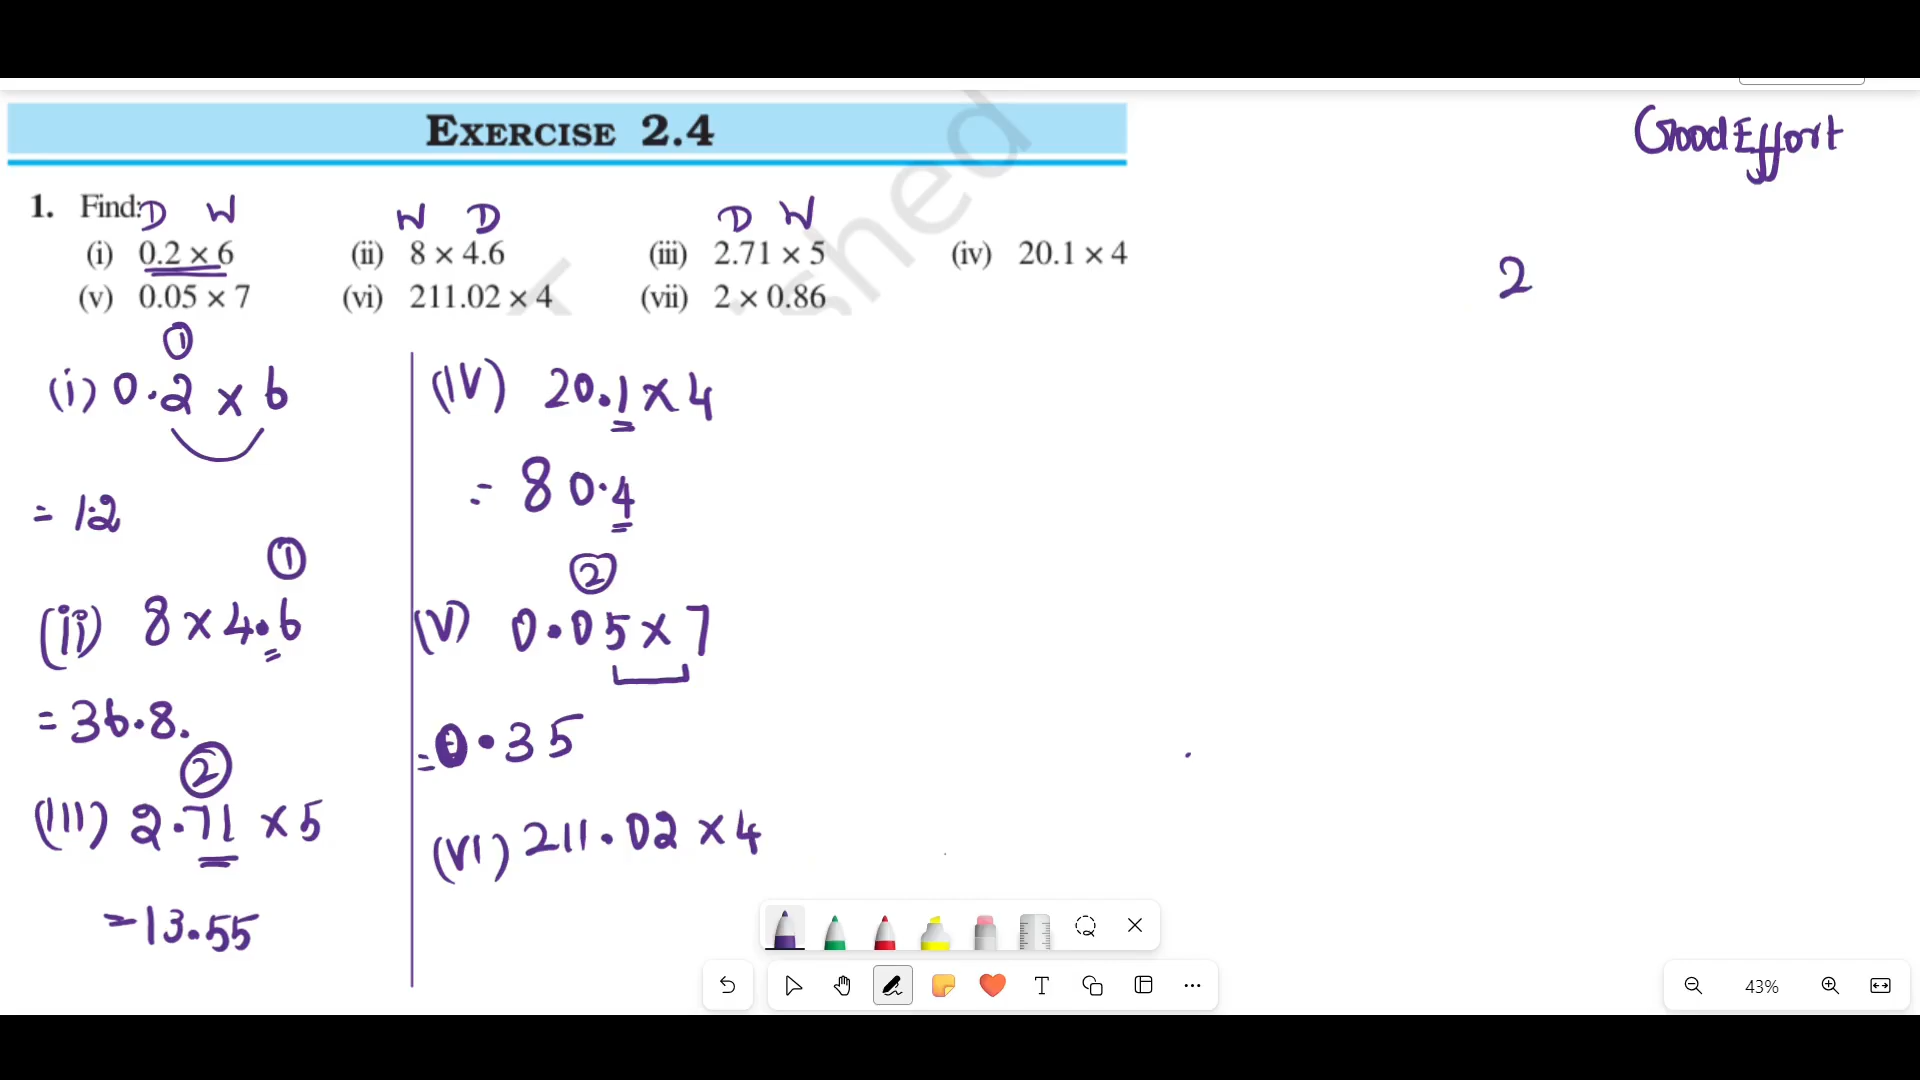 EXERCISE 2.4
Good Effort
1. Find:
D W W D D W
(i) 0.2 × 6 (ii) 8 × 4.6 (iii) 2.71 × 5 (iv) 20.1 × 4
(v) 0.05 × 7 (vi) 211.02 × 4 (vii) 2 × 0.86
2
1
(i) 0.2 × 6
= 1.2
1
(ii) 8 × 4.6
= 36.8.
2
(III) 2.71 × 5
= 13.55
(IV) 20.1 × 4
= 80.4
2
(V) 0.05 × 7
= 0.35
(VI) 211.02 × 4
shed
43%